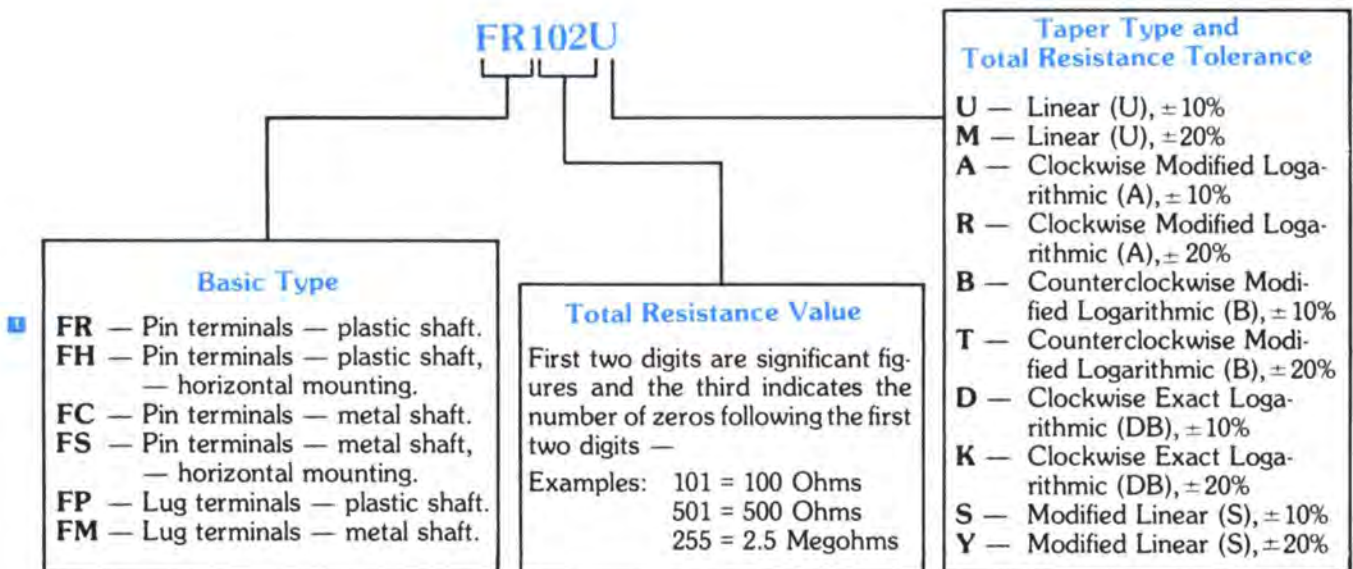 FR102U
Basic Type
FR — Pin terminals — plastic shaft.
FH — Pin terminals — plastic shaft,
— horizontal mounting.
FC — Pin terminals — metal shaft.
FS — Pin terminals — metal shaft,
— horizontal mounting.
FP — Lug terminals — plastic shaft.
FM — Lug terminals — metal shaft.
Total Resistance Value
First two digits are significant fig-
ures and the third indicates the
number of zeros following the first
two digits —
Examples: 101 = 100 Ohms
501 = 500 Ohms
255 = 2.5 Megohms
Taper Type and
Total Resistance Tolerance
U — Linear (U), ±10%
M — Linear (U), ±20%
A — Clockwise Modified Loga-
rithmic (A), ± 10%
R — Clockwise Modified Loga-
rithmic (A), ± 20%
B — Counterclockwise Modi-
fied Logarithmic (B), ± 10%
T — Counterclockwise Modi-
fied Logarithmic (B), ±20%
D — Clockwise Exact Loga-
rithmic (DB), ±10%
K — Clockwise Exact Loga-
rithmic (DB), ±20%
S — Modified Linear (S), ±10%
Y — Modified Linear (S), ±20%